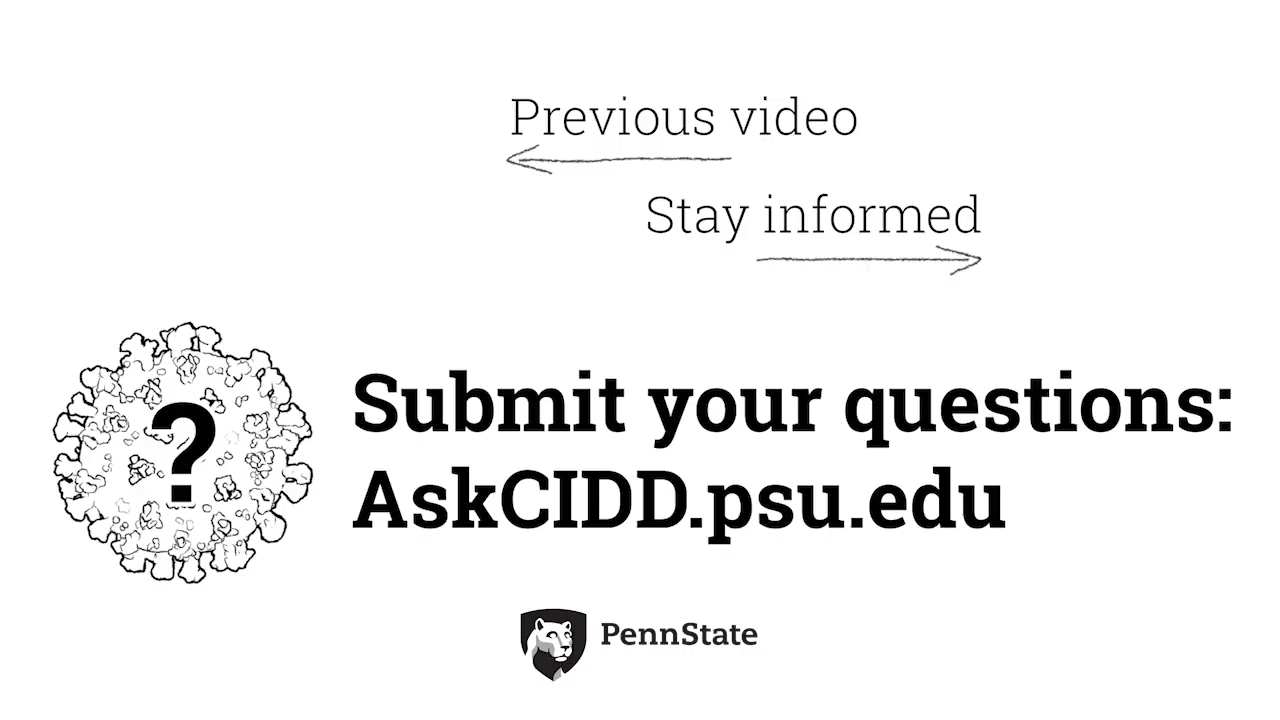 Previous video
Stay informed
?
Submit your questions:
AskCIDD.psu.edu
PennState